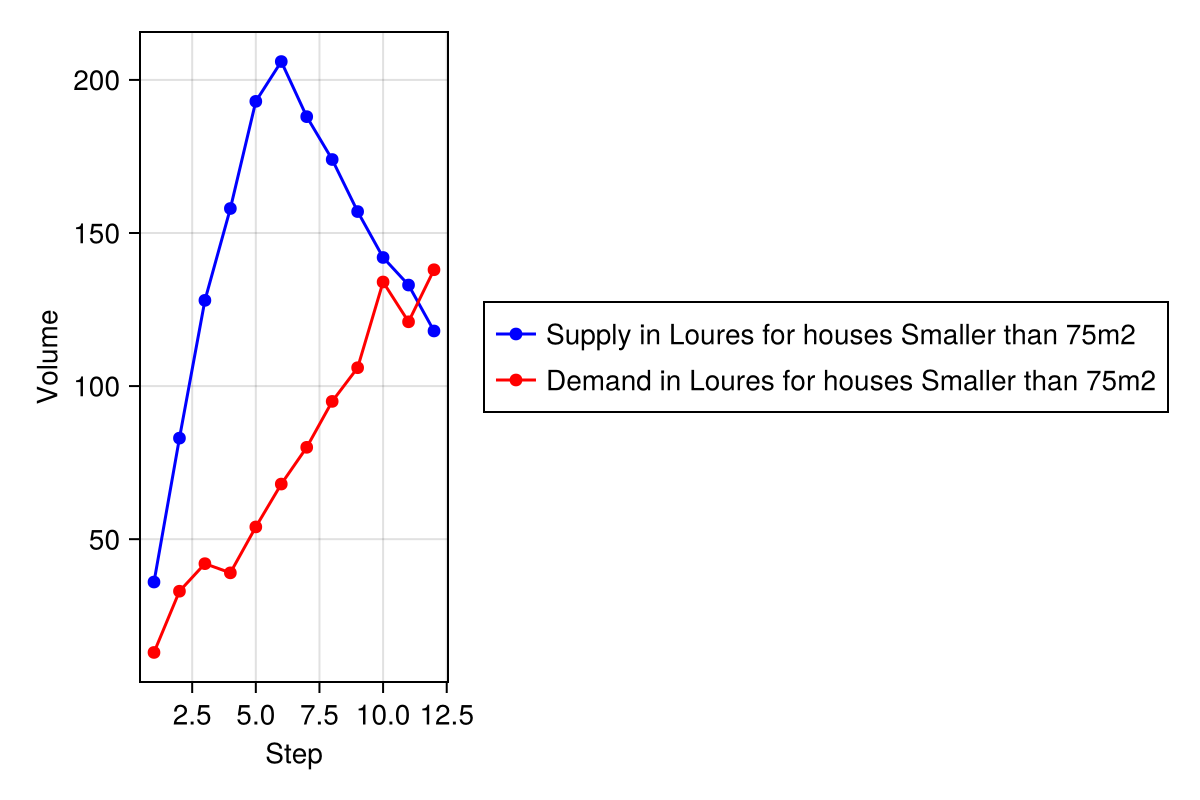 200
150
100
50
Volume
2.5 5.0 7.5 10.0 12.5
Step
Supply in Loures for houses Smaller than 75m2
Demand in Loures for houses Smaller than 75m2